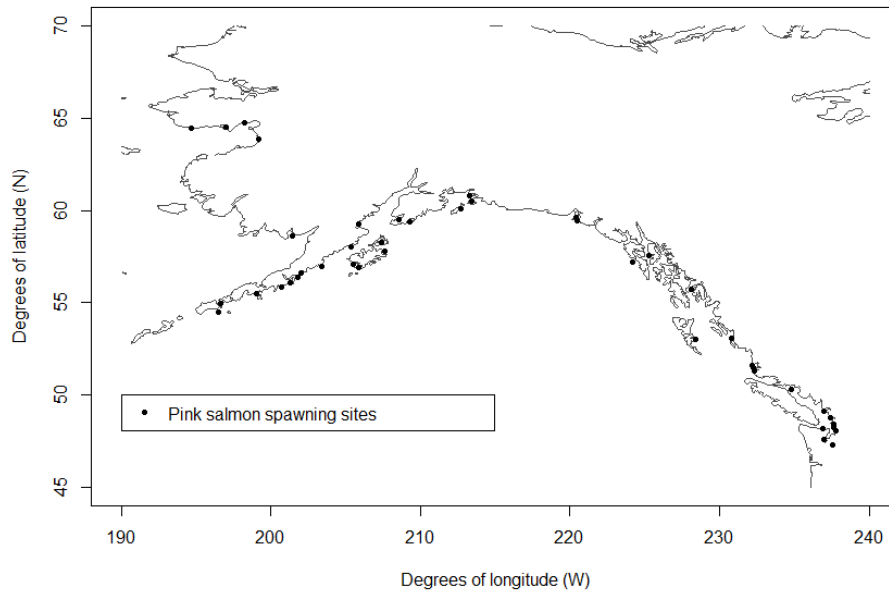 Degrees of latitude (N)
70
65
60
55
50
45
Pink salmon spawning sites
190 200 210 220 230 240
Degrees of longitude (W)